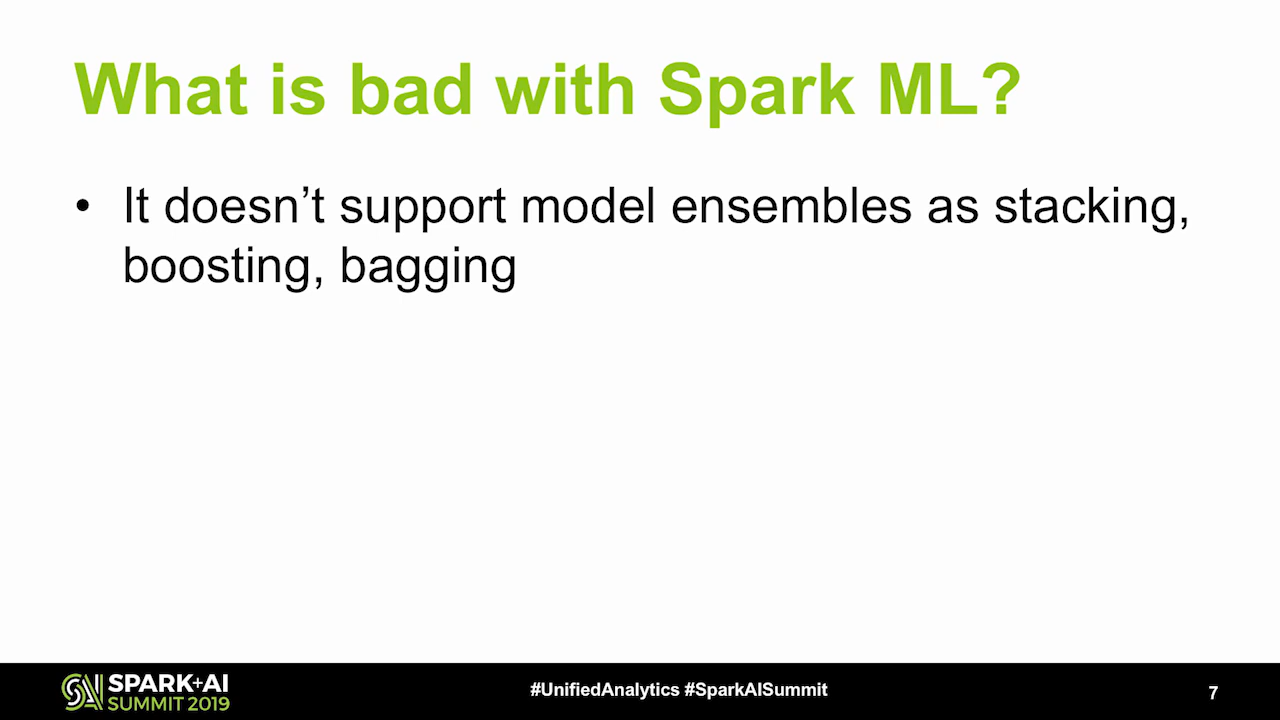 What is bad with Spark ML?
• It doesn’t support model ensembles as stacking,
boosting, bagging
SPARK+AI
SUMMIT 2019
#UnifiedAnalytics #SparkAISummit
7